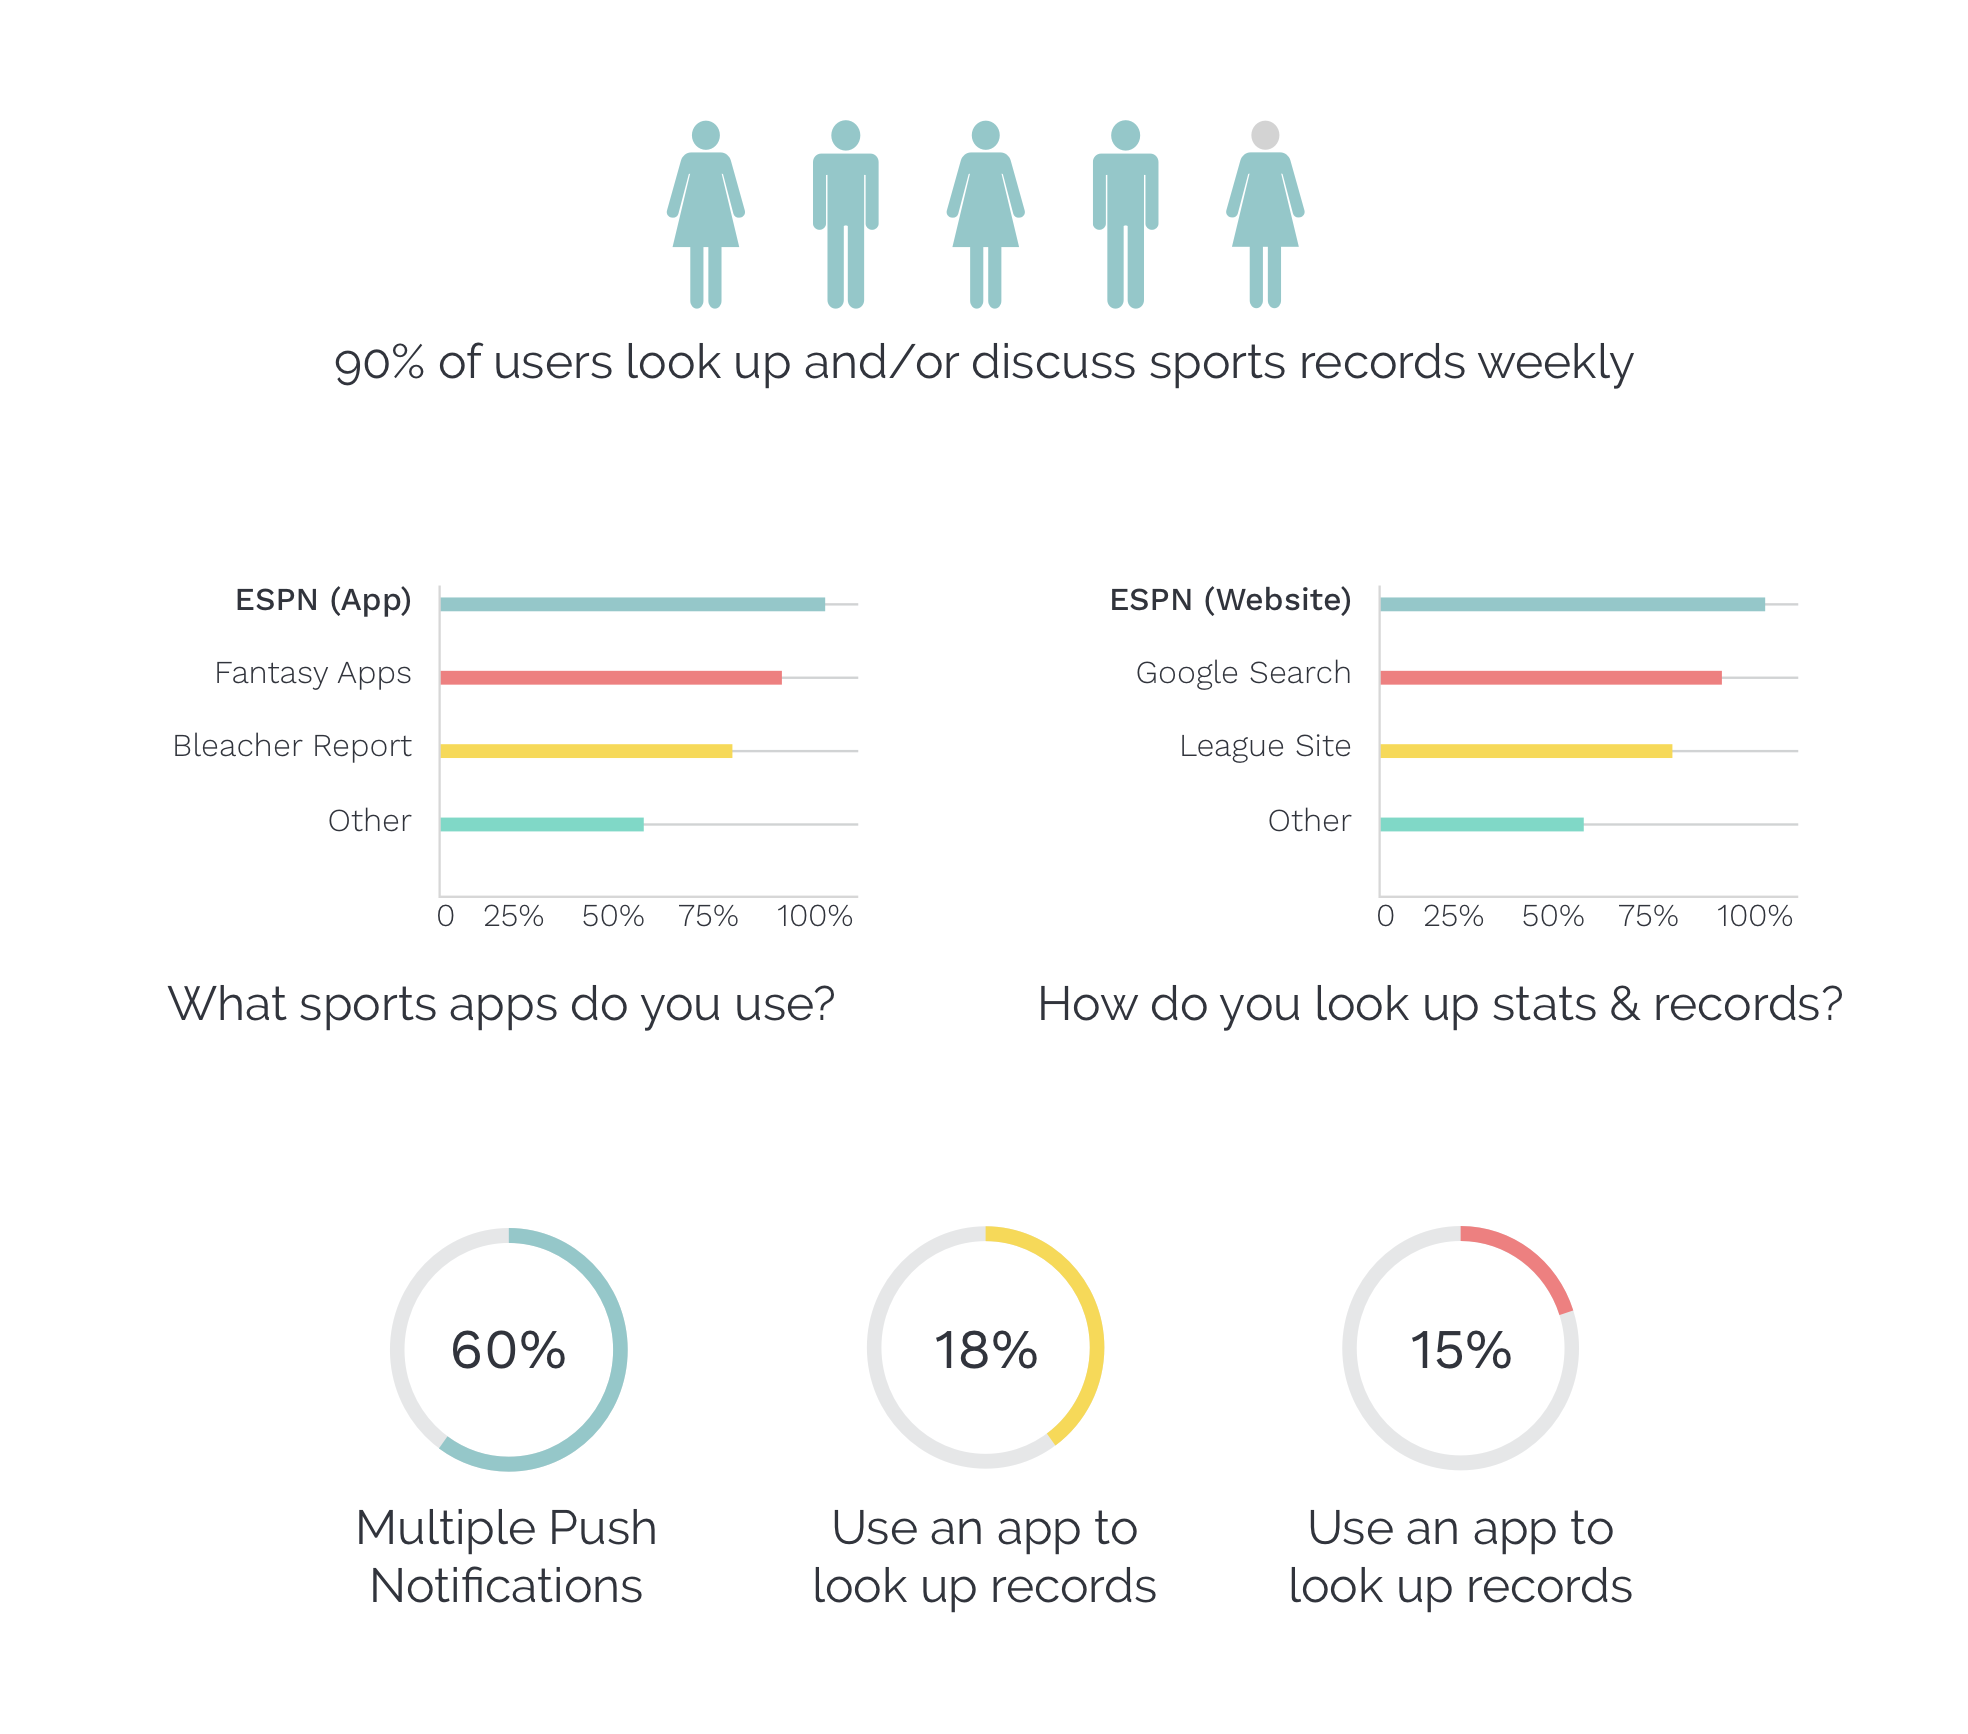 90% of users look up and/or discuss sports records weekly
ESPN (App)
Fantasy Apps
Bleacher Report
Other
0 25% 50% 75% 100%
What sports apps do you use?
ESPN (Website)
Google Search
League Site
Other
0 25% 50% 75% 100%
How do you look up stats & records?
60%
Multiple Push
Notifications
18%
Use an app to
look up records
15%
Use an app to
look up records